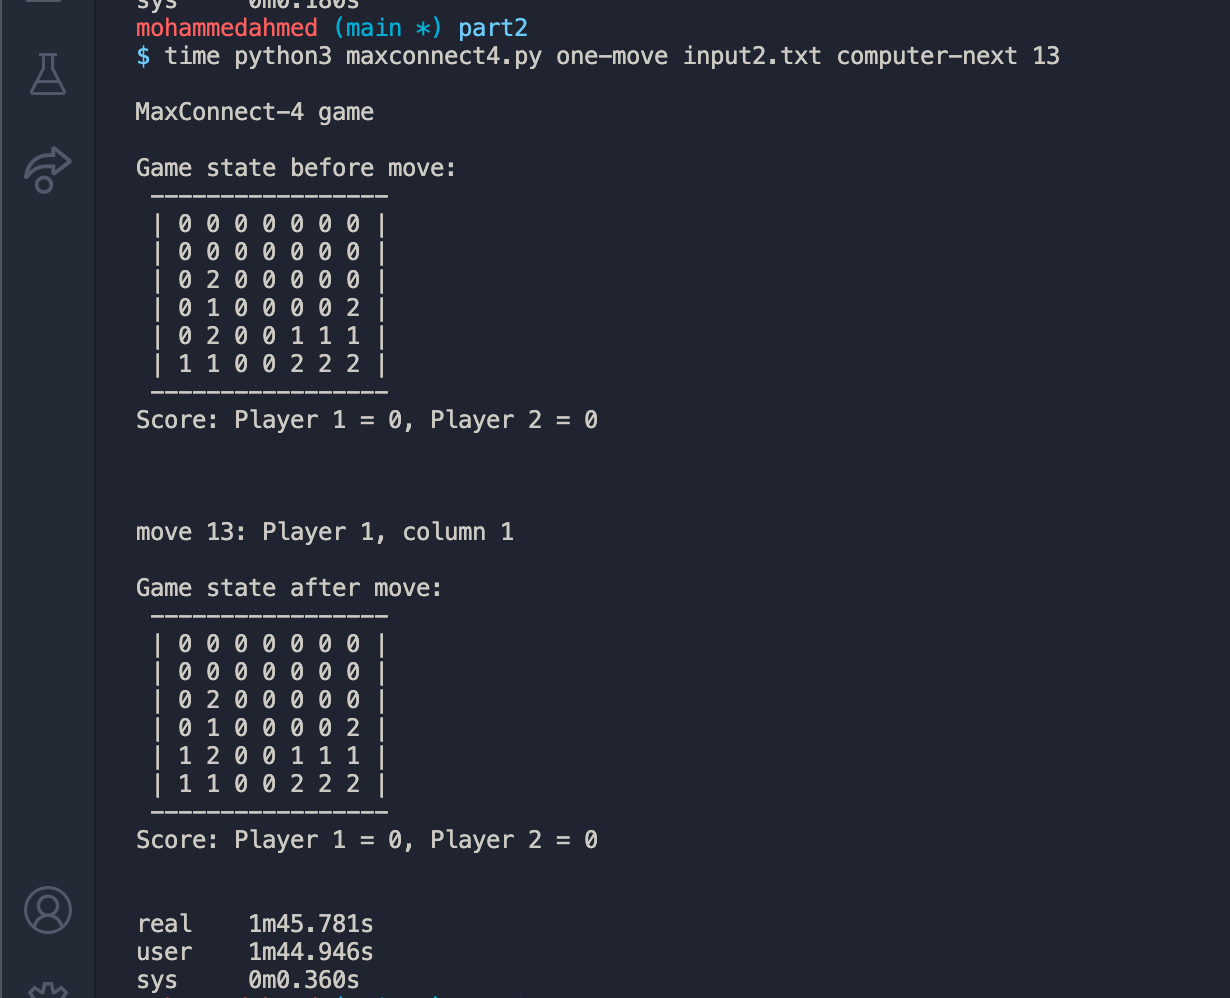 sys     0m0.180s
mohammedahmed (main *) part2
$ time python3 maxconnect4.py one-move input2.txt computer-next 13
MaxConnect-4 game
Game state before move:
-----------------
| 0 0 0 0 0 0 0 |
| 0 0 0 0 0 0 0 |
| 0 2 0 0 0 0 0 |
| 0 1 0 0 0 0 2 |
| 0 2 0 0 1 1 1 |
| 1 1 0 0 2 2 2 |
-----------------
Score: Player 1 = 0, Player 2 = 0
move 13: Player 1, column 1
Game state after move:
-----------------
| 0 0 0 0 0 0 0 |
| 0 0 0 0 0 0 0 |
| 0 2 0 0 0 0 0 |
| 0 1 0 0 0 0 2 |
| 1 2 0 0 1 1 1 |
| 1 1 0 0 2 2 2 |
-----------------
Score: Player 1 = 0, Player 2 = 0
real    1m45.781s
user    1m44.946s
sys     0m0.360s